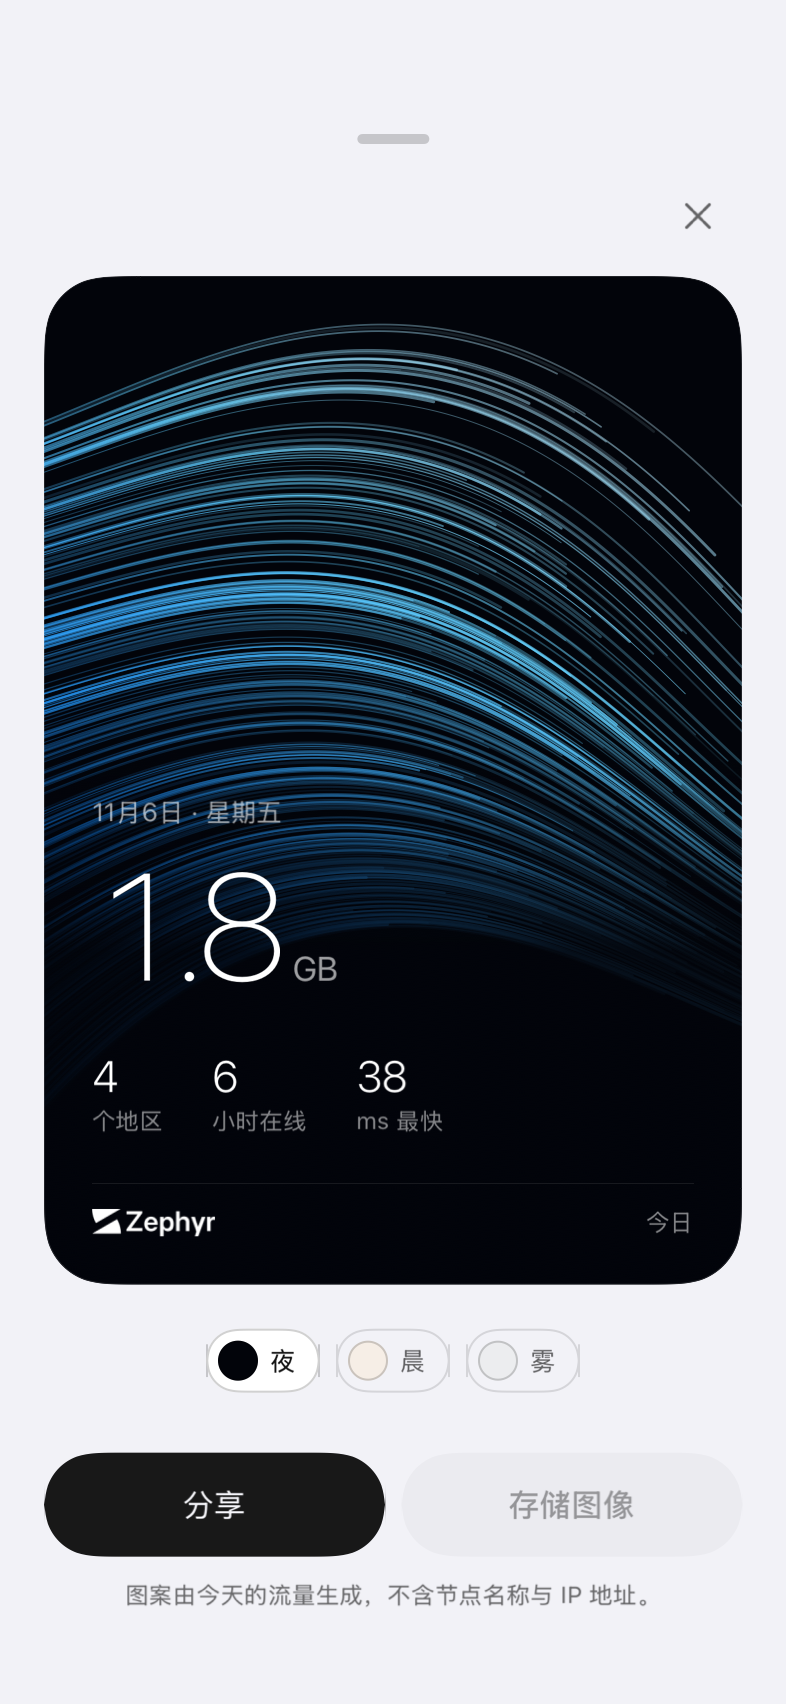 11月6日 · 星期五
1.8 GB
4 6 38
个地区 小时在线 ms 最快
Zephyr 今日
夜 晨 雾
分享 存储图像
图案由今天的流量生成，不含节点名称与 IP 地址。